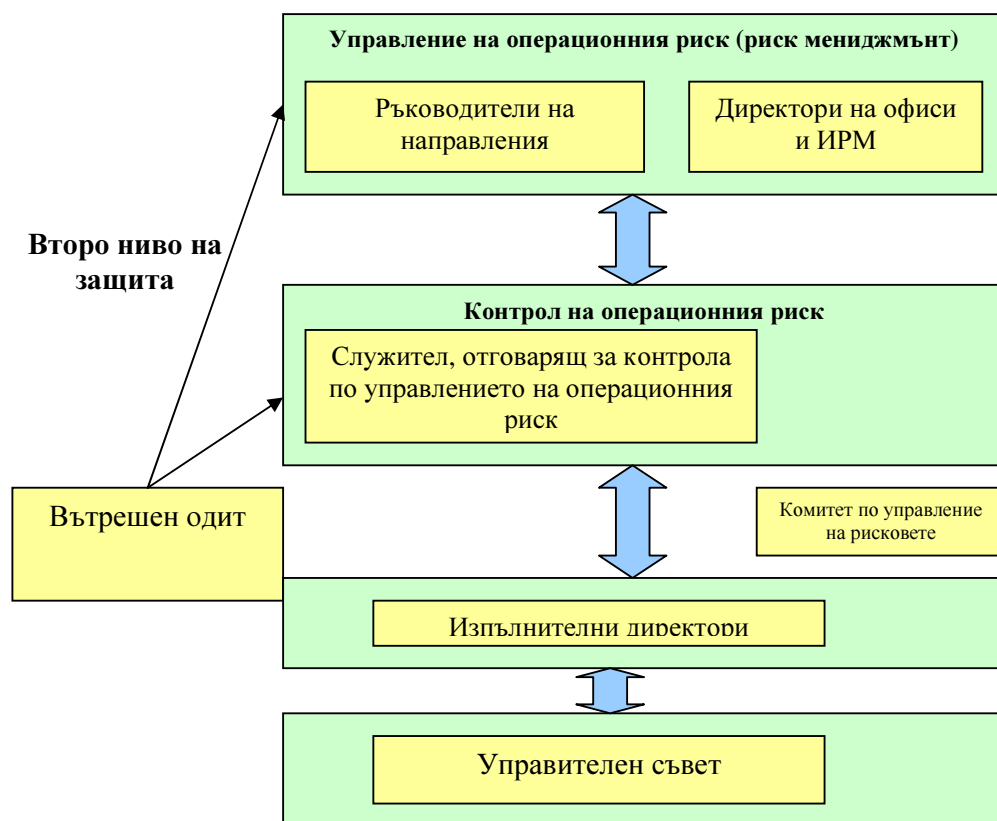 Управление на операционния риск (риск мениджмънт)
Ръководители на
направления
Директори на офиси
и ИРМ
Второ ниво на
защита
Контрол на операционния риск
Служител, отговарящ за контрола
по управлението на операционния
риск
Вътрешен одит
Комитет по управление
на рисковете
Изпълнителни директори
Управителен съвет